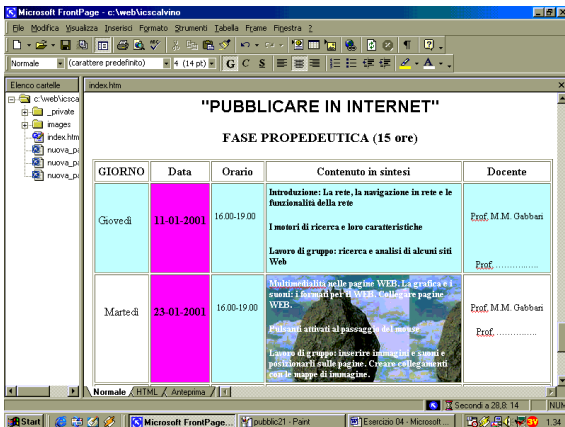 Microsoft FrontPage - c:\web\icscalvino
File Modifica Visualizza Inserisci Formato Strumenti Tabella Frame Finestra ?
Normale (carattere predefinito) 4 (14 pt) G C S
Elenco cartelle
c:\web\icsca
_private
images
index.htm
nuova_pa
nuova_pa
nuova_pa
index.htm
"PUBBLICARE IN INTERNET"
FASE PROPEDEUTICA (15 ore)
GIORNO Data Orario Contenuto in sintesi Docente
Giovedì 11-01-2001 16.00-19.00
Introduzione: La rete, la navigazione in rete e le
funzionalità della rete
I motori di ricerca e loro caratteristiche
Lavoro di gruppo: ricerca e analisi di alcuni siti
Web
Prof. M.M. Gabbari
Prof. ................
Martedì 23-01-2001 16.00-19.00
Multimedialità nelle pagine WEB. La grafica e i
suoni: i formati per il WEB. Collegare pagine
WEB.
Pulsanti attivati al passaggio del mouse
Lavoro di gruppo: inserire immagini e suoni e
posizionarli sulle pagine. Creare collegamenti
con le mappe di immagine.
Prof. M.M. Gabbari
Prof. ................
Normale HTML Anteprima
Secondi a 28,8: 14 NUM
Start Microsoft FrontPage... pubblic21 - Paint Esercizio 04 - Microsoft ... 1.34